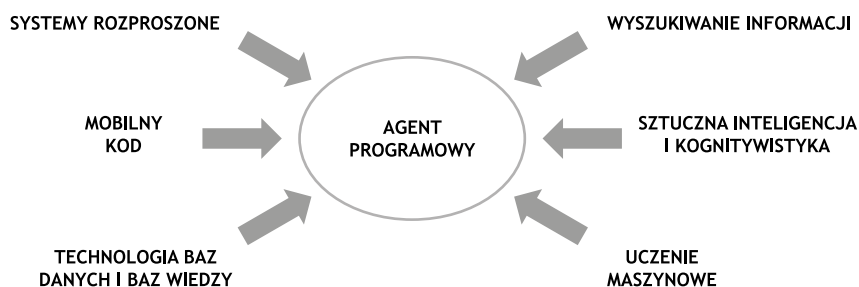 SYSTEMY ROZPROSZONE
WYSZUKIWANIE INFORMACJI
MOBILNY
KOD
AGENT
PROGRAMOWY
SZTUCZNA INTELIGENCJA
I KOGNITYWISTYKA
TECHNOLOGIA BAZ
DANYCH I BAZ WIEDZY
UCZENIE
MASZYNOWE